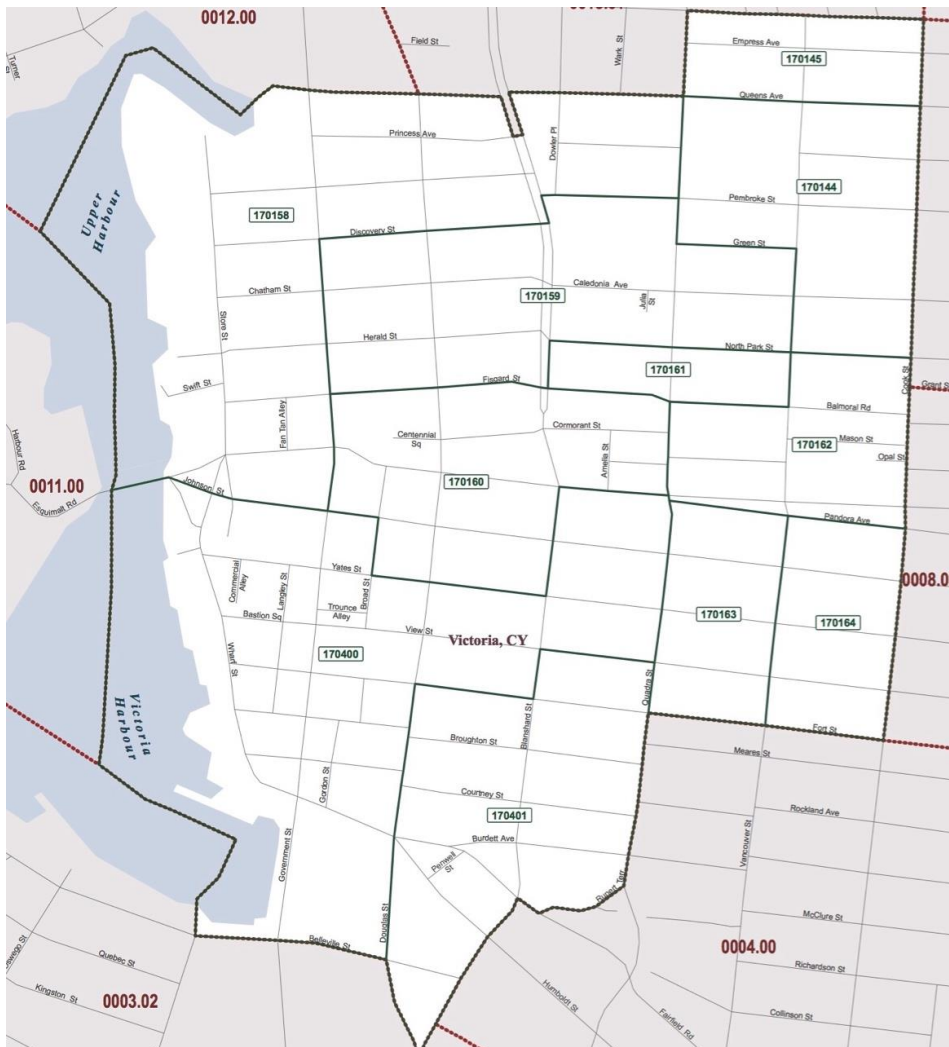 0012.00
Field St
Wark St
Turner
Empress Ave
170145
Queens Ave
Princess Ave
Dowler Pl
170144
Pembroke St
Upper
Harbour
170158
Discovery St
Green St
Chatham St
Caledonia Ave
170159
Julia
St
Store St
Herald St
North Park St
170161
Fisgard St
Swift St
Cook St
Grant St
Balmoral Rd
Fan Tan Alley
Centennial
Sq
Cormorant St
Mason St
170162
Amelia St
Opal St
Harbour Rd
0011.00
Johnson St
170160
Esquimalt Rd
Pandora Ave
Yates St
Commercial
Alley
Langley St
Broad St
0008.0
Bastion Sq
Trounce
Alley
View St
170163
170164
Victoria, CY
Wharf St
170400
Quadra St
Victoria
Harbour
Blanshard St
Fort St
Broughton St
Meares St
Gordon St
Courtney St
Rockland Ave
170401
Burdett Ave
Vancouver St
Government St
Penwell
St
Rupert Terr
Douglas St
McClure St
Belleville St
0004.00
Oswego St
Quebec St
Richardson St
Kingston St
0003.02
Humboldt St
Fairfield Rd
Collinson St